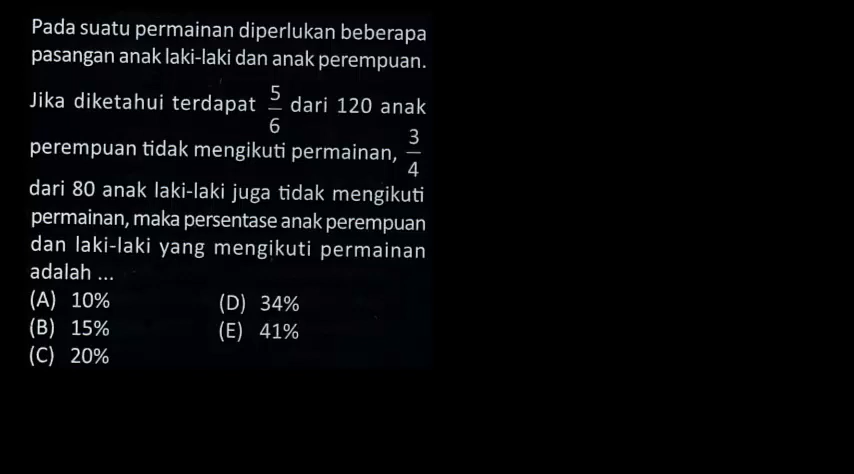 Pada suatu permainan diperlukan beberapa
pasangan anak laki-laki dan anak perempuan.
Jika diketahui terdapat 5/6 dari 120 anak
perempuan tidak mengikuti permainan, 3/4
dari 80 anak laki-laki juga tidak mengikuti
permainan, maka persentase anak perempuan
dan laki-laki yang mengikuti permainan
adalah ...
(A) 10% (D) 34%
(B) 15% (E) 41%
(C) 20%